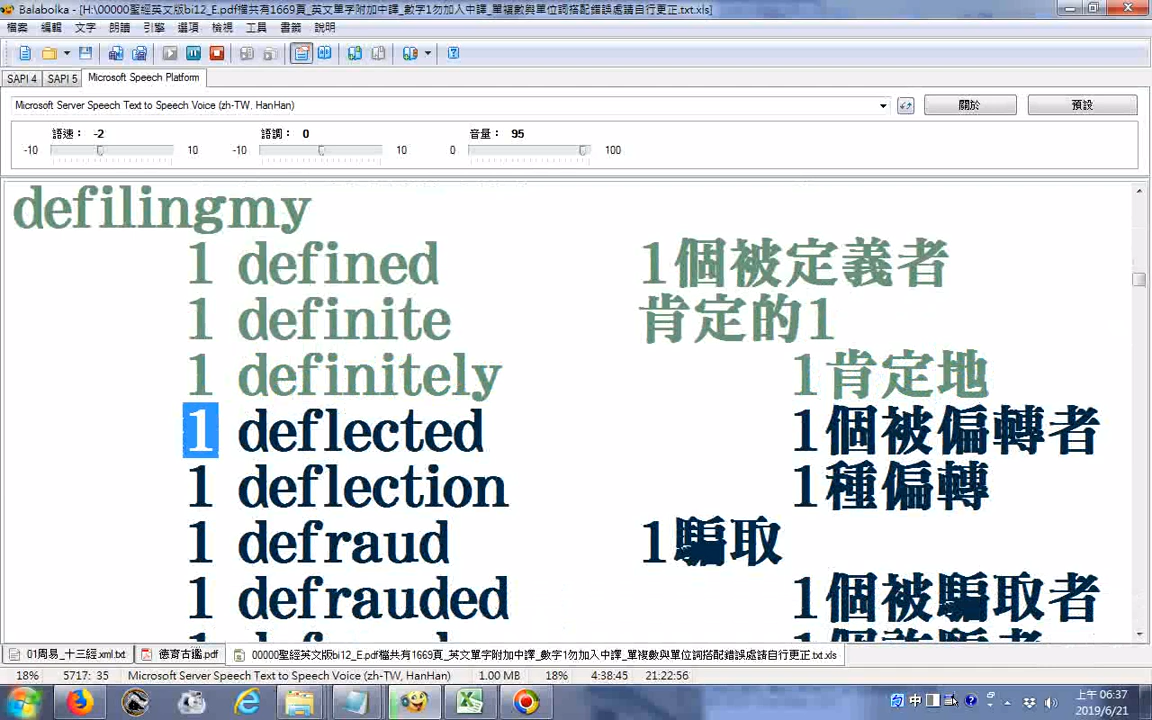 Balabolka - [H:\00000聖經英文版bi12_E.pdf檔共有1669頁_英文單字附加中譯_數字1勿加入中譯_單複數與單位詞搭配錯誤處請自行更正.txt.xls]
檔案 編輯 文字 朗讀 引擎 選項 檢視 工具 書籤 說明
SAPI 4 SAPI 5 Microsoft Speech Platform
Microsoft Server Speech Text to Speech Voice (zh-TW, HanHan) 關於 預設
語速： -2 語調： 0 音量： 95
-10 10 -10 10 0 100
defilingmy
1 defined 1個被定義者
1 definite 肯定的1
1 definitely 1肯定地
1 deflected 1個被偏轉者
1 deflection 1種偏轉
1 defraud 1騙取
1 defrauded 1個被騙取者
01周易_十三經.xml.txt 德育古鑑.pdf 00000聖經英文版bi12_E.pdf檔共有1669頁_英文單字附加中譯_數字1勿加入中譯_單複數與單位詞搭配錯誤處請自行更正.txt.xls
18% 5717: 35 Microsoft Server Speech Text to Speech Voice (zh-TW, HanHan) 1.00 MB 18% 4:38:45 21:22:56
中 上午 06:37
2019/6/21